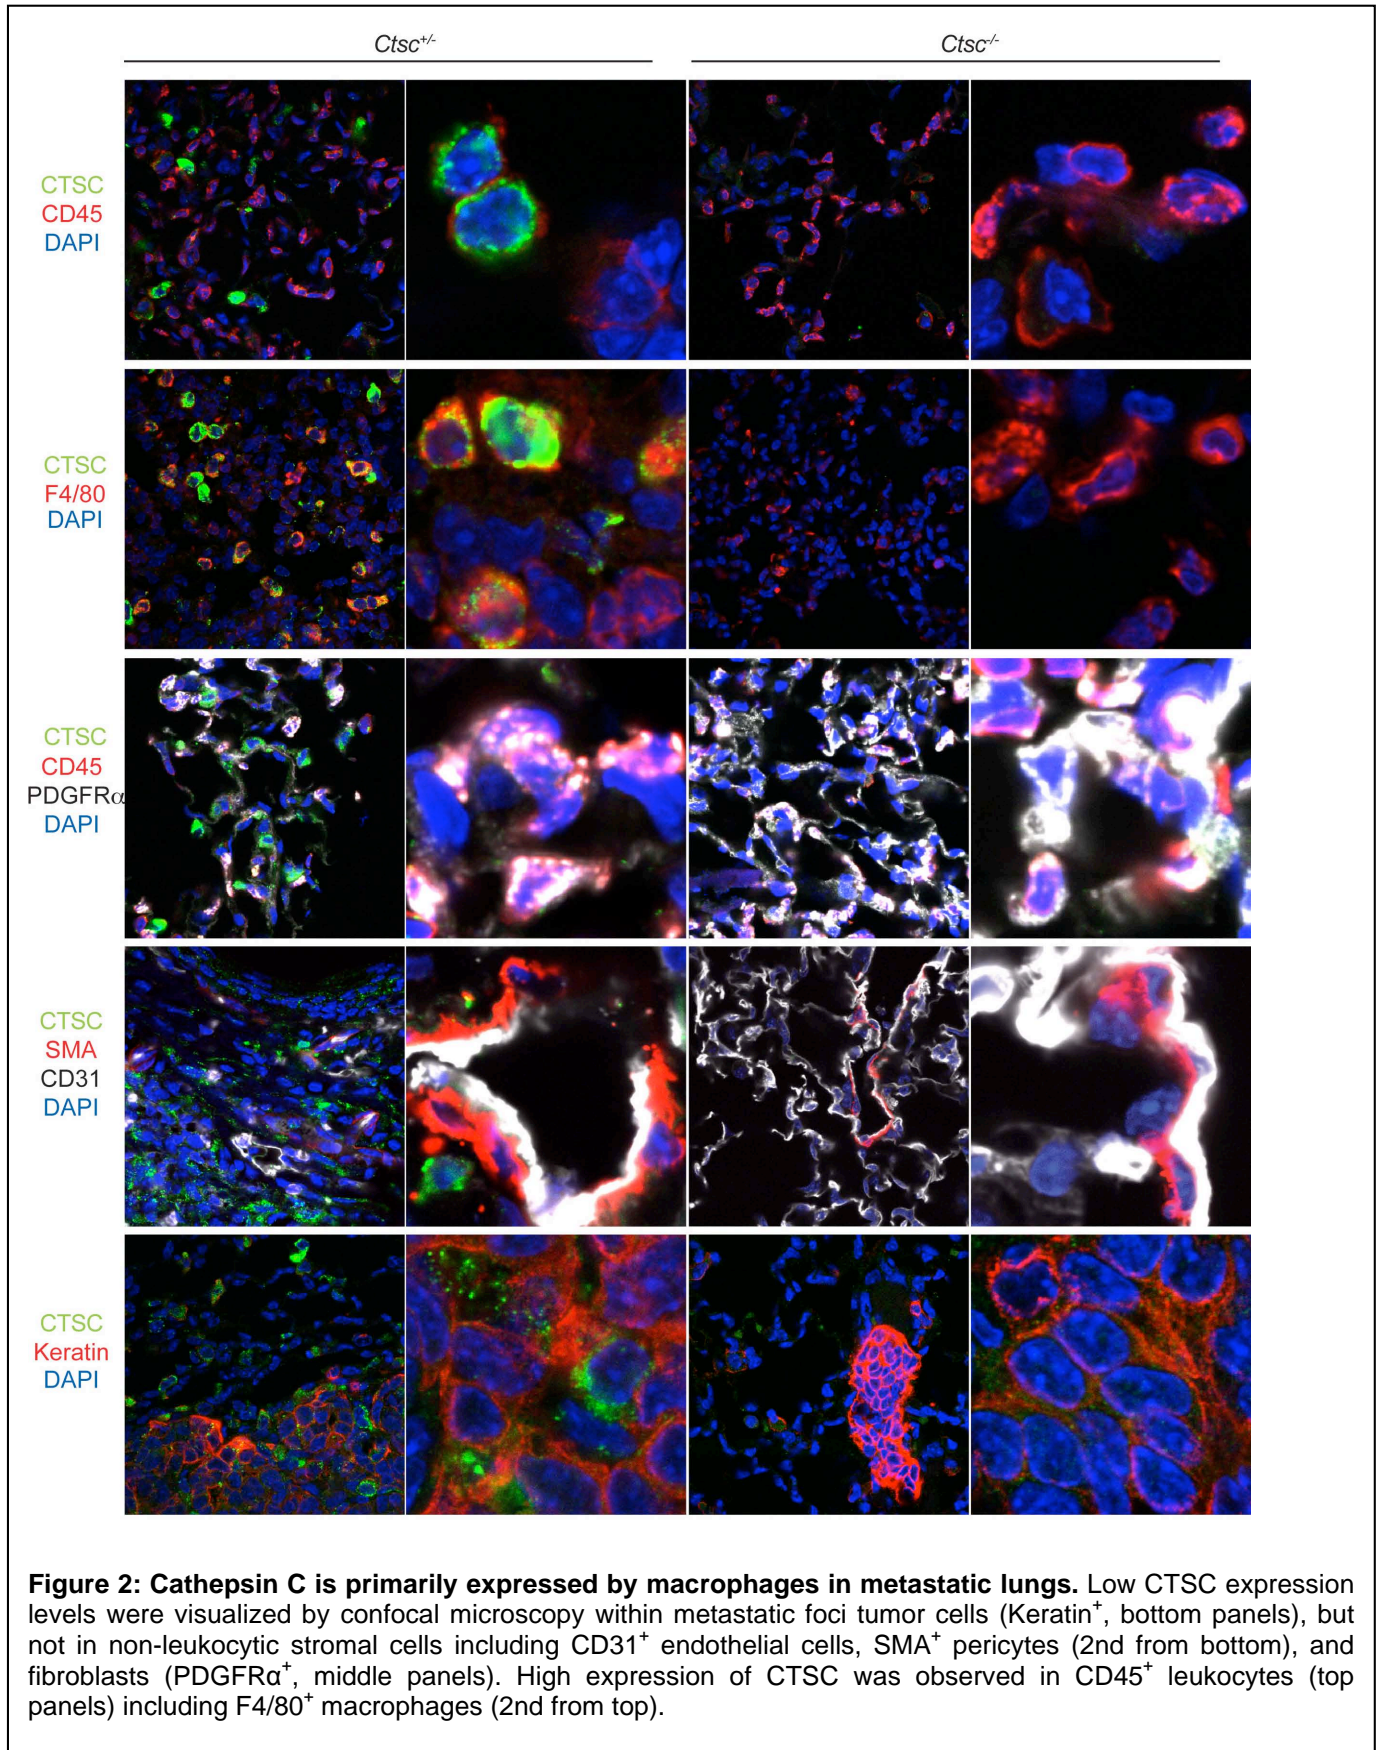 Ctsc+/-
Ctsc-/-
CTSC
CD45
DAPI
CTSC
F4/80
DAPI
CTSC
CD45
PDGFRα
DAPI
CTSC
SMA
CD31
DAPI
CTSC
Keratin
DAPI
Figure 2: Cathepsin C is primarily expressed by macrophages in metastatic lungs. Low CTSC expression
levels were visualized by confocal microscopy within metastatic foci tumor cells (Keratin+, bottom panels), but
not in non-leukocytic stromal cells including CD31+ endothelial cells, SMA+ pericytes (2nd from bottom), and
fibroblasts (PDGFRα+, middle panels). High expression of CTSC was observed in CD45+ leukocytes (top
panels) including F4/80+ macrophages (2nd from top).